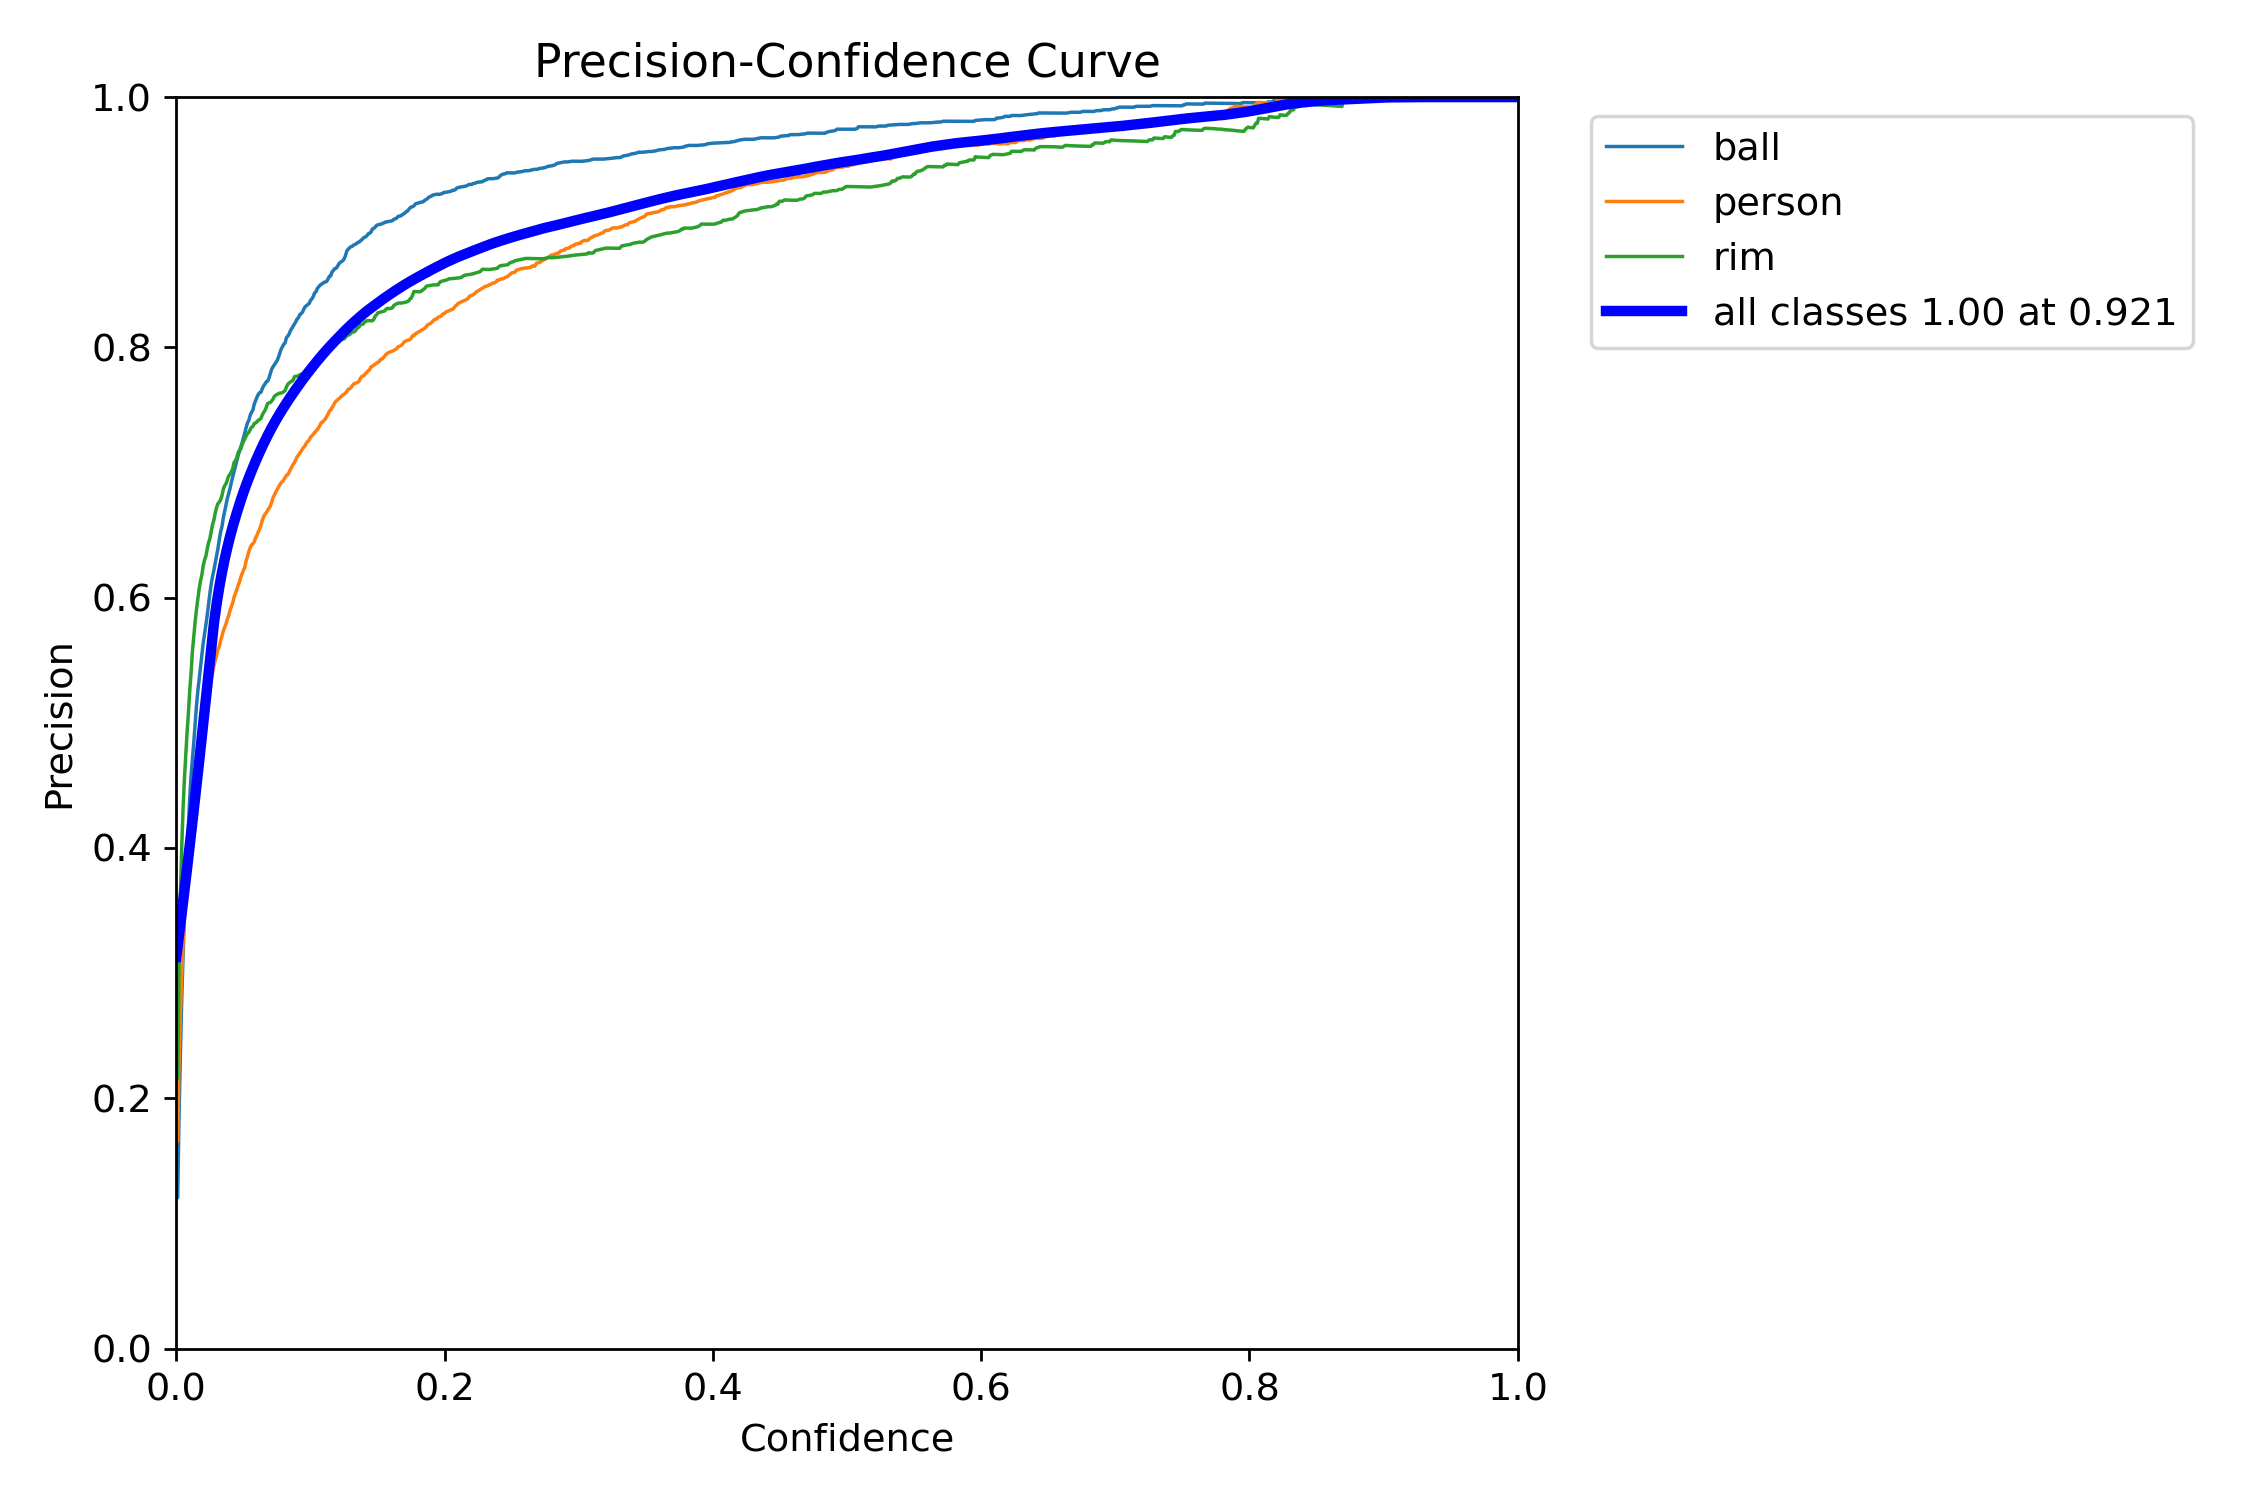 Precision-Confidence Curve
1.0
0.8
0.6
0.4
0.2
0.0
Precision
0.0 0.2 0.4 0.6 0.8 1.0
Confidence
ball
person
rim
all classes 1.00 at 0.921